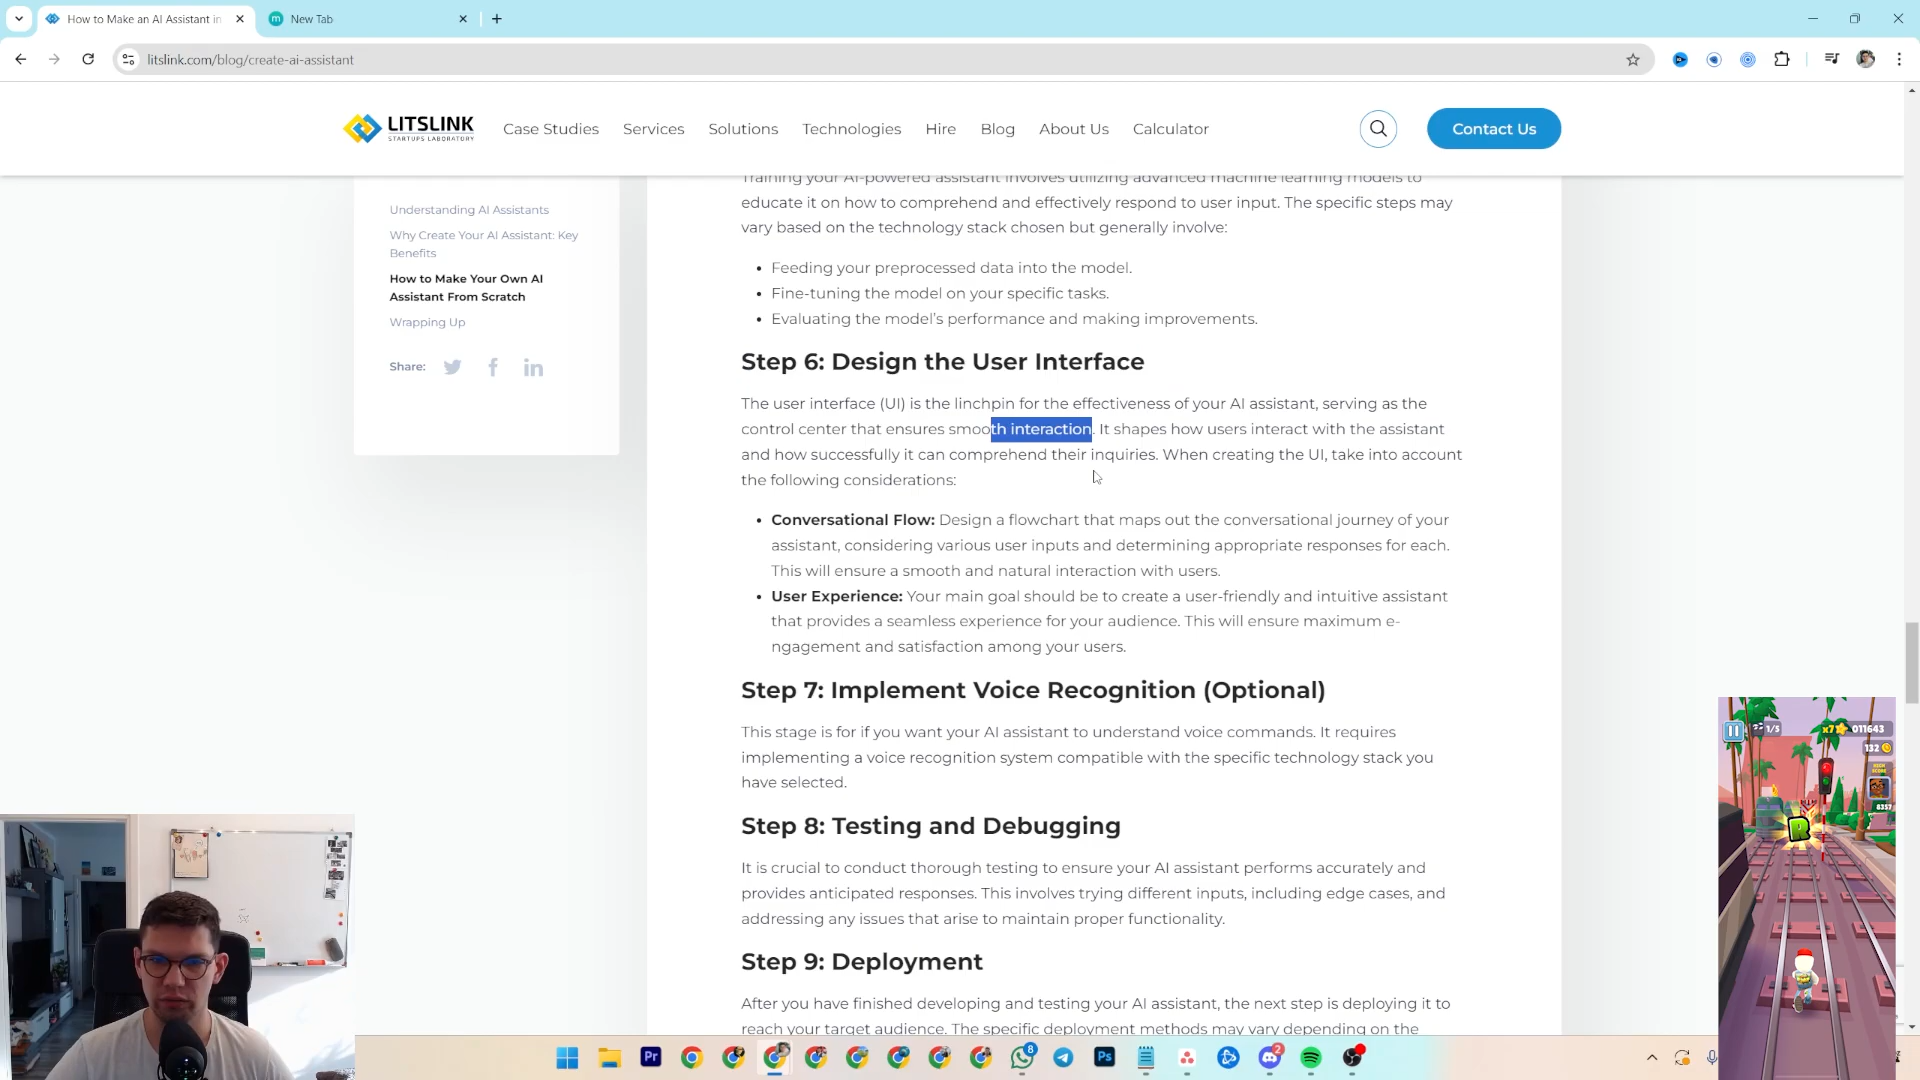 How to Make an AI Assistant in
New Tab
litslink.com/blog/create-ai-assistant
LITSLINK
STARTUPS LABORATORY
Case Studies
Services
Solutions
Technologies
Hire
Blog
About Us
Calculator
Contact Us
Understanding AI Assistants
Why Create Your AI Assistant: Key
Benefits
How to Make Your Own AI
Assistant From Scratch
Wrapping Up
Share:
Training your AI-powered assistant involves utilizing advanced machine learning models to
educate it on how to comprehend and effectively respond to user input. The specific steps may
vary based on the technology stack chosen but generally involve:
• Feeding your preprocessed data into the model.
• Fine-tuning the model on your specific tasks.
• Evaluating the model's performance and making improvements.
Step 6: Design the User Interface
The user interface (UI) is the linchpin for the effectiveness of your AI assistant, serving as the
control center that ensures smooth interaction. It shapes how users interact with the assistant
and how successfully it can comprehend their inquiries. When creating the UI, take into account
the following considerations:
• Conversational Flow: Design a flowchart that maps out the conversational journey of your
assistant, considering various user inputs and determining appropriate responses for each.
This will ensure a smooth and natural interaction with users.
• User Experience: Your main goal should be to create a user-friendly and intuitive assistant
that provides a seamless experience for your audience. This will ensure maximum e-
ngagement and satisfaction among your users.
Step 7: Implement Voice Recognition (Optional)
This stage is for if you want your AI assistant to understand voice commands. It requires
implementing a voice recognition system compatible with the specific technology stack you
have selected.
Step 8: Testing and Debugging
It is crucial to conduct thorough testing to ensure your AI assistant performs accurately and
provides anticipated responses. This involves trying different inputs, including edge cases, and
addressing any issues that arise to maintain proper functionality.
Step 9: Deployment
After you have finished developing and testing your AI assistant, the next step is deploying it to
reach your target audience. The specific deployment methods may vary depending on the
1/5
x7
011643
132
HIGH
SCORE
8357
R
Pr
8
Ps
2